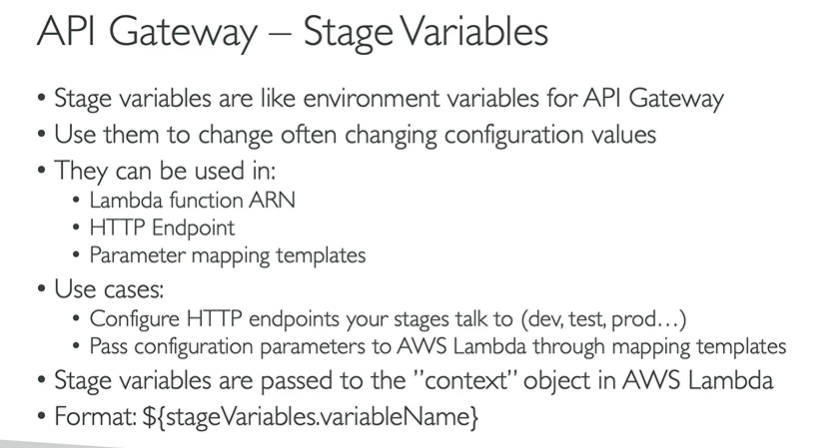 API Gateway – Stage Variables
• Stage variables are like environment variables for API Gateway
• Use them to change often changing configuration values
• They can be used in:
• Lambda function ARN
• HTTP Endpoint
• Parameter mapping templates
• Use cases:
• Configure HTTP endpoints your stages talk to (dev, test, prod…)
• Pass configuration parameters to AWS Lambda through mapping templates
• Stage variables are passed to the ”context” object in AWS Lambda
• Format: ${stageVariables.variableName}